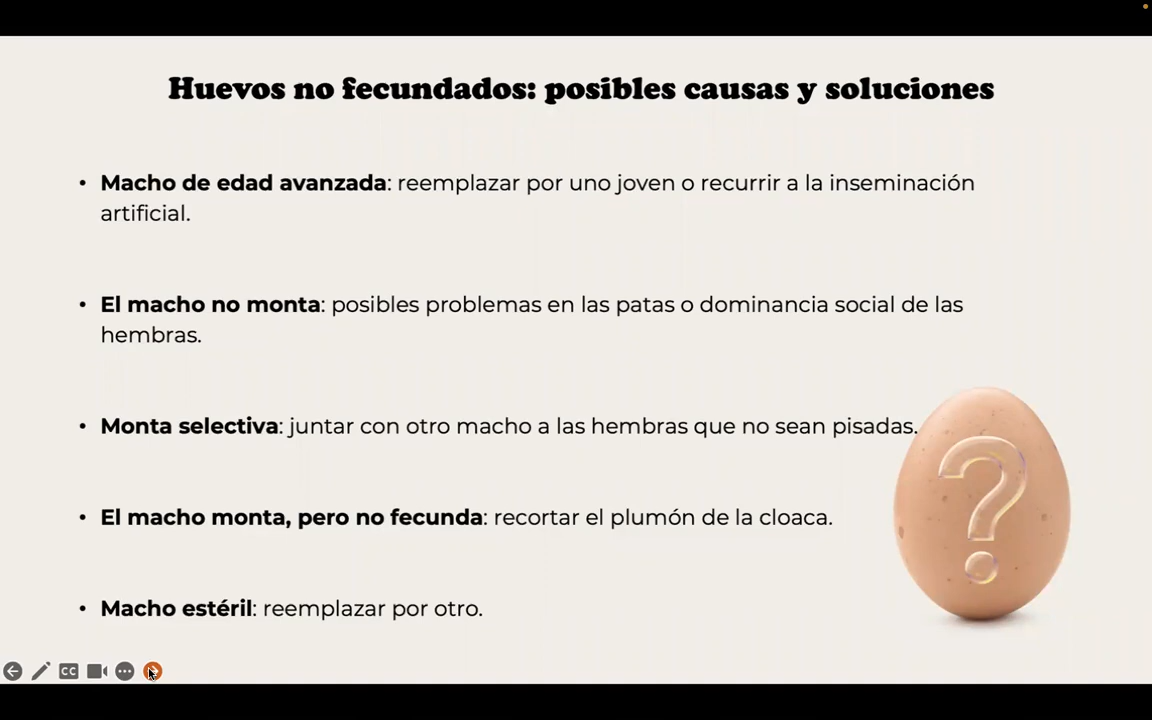 Huevos no fecundados: posibles causas y soluciones
• Macho de edad avanzada: reemplazar por uno joven o recurrir a la inseminación
artificial.
• El macho no monta: posibles problemas en las patas o dominancia social de las
hembras.
• Monta selectiva: juntar con otro macho a las hembras que no sean pisadas.
• El macho monta, pero no fecunda: recortar el plumón de la cloaca.
• Macho estéril: reemplazar por otro.
?
CC